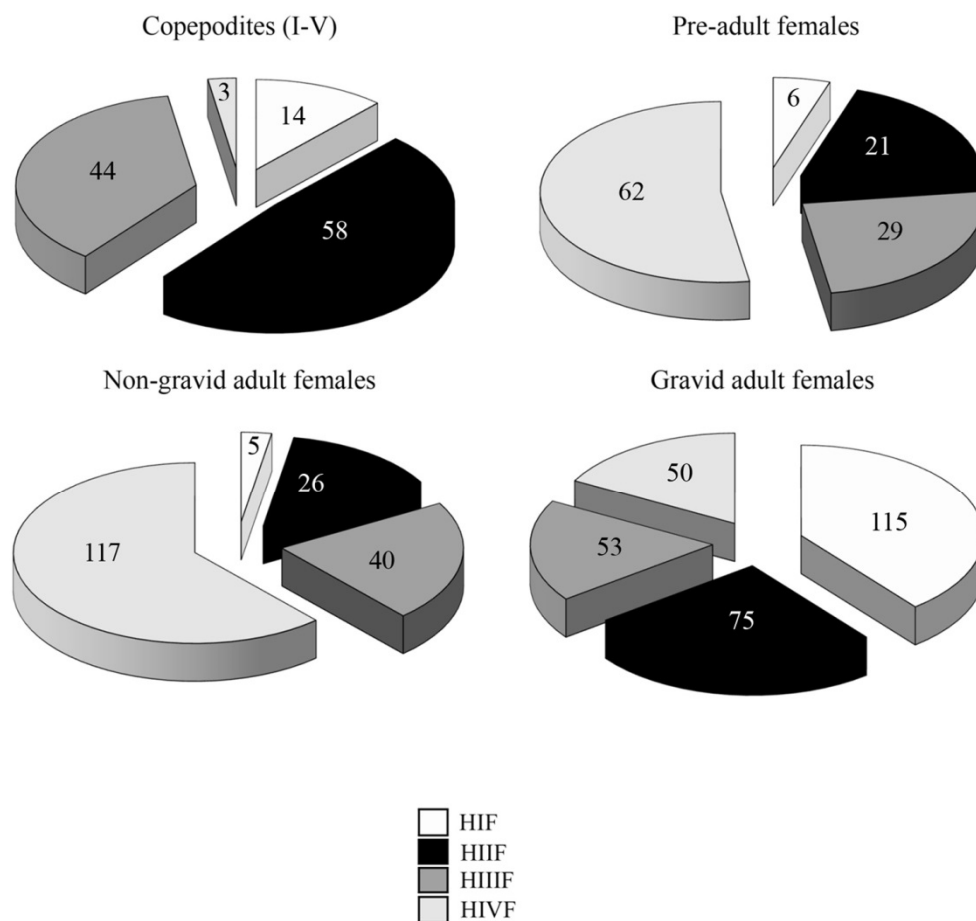 Copepodites (I-V)
Pre-adult females
3
14
44
58
6
21
62
29
Non-gravid adult females
Gravid adult females
5
26
117
40
50
115
53
75
HIF
HIIF
HIIIF
HIVF